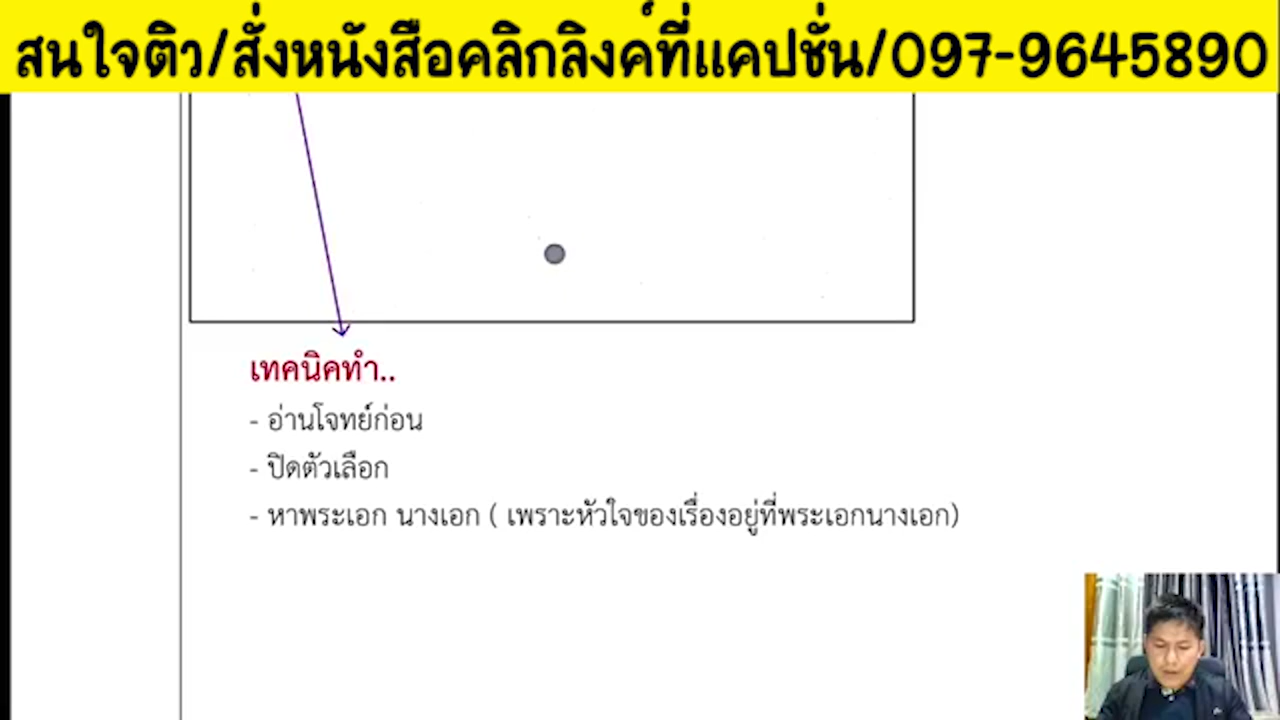 สนใจติว/สั่งหนังสือคลิกลิงค์ที่แคปชั่น/097-9645890
เทคนิคทำ..
- อ่านโจทย์ก่อน
- ปิดตัวเลือก
- หาพระเอก นางเอก ( เพราะหัวใจของเรื่องอยู่ที่พระเอกนางเอก)